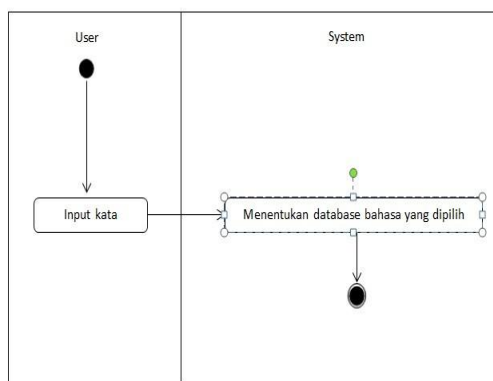 User
System
Input kata
Menentukan database bahasa yang dipilih